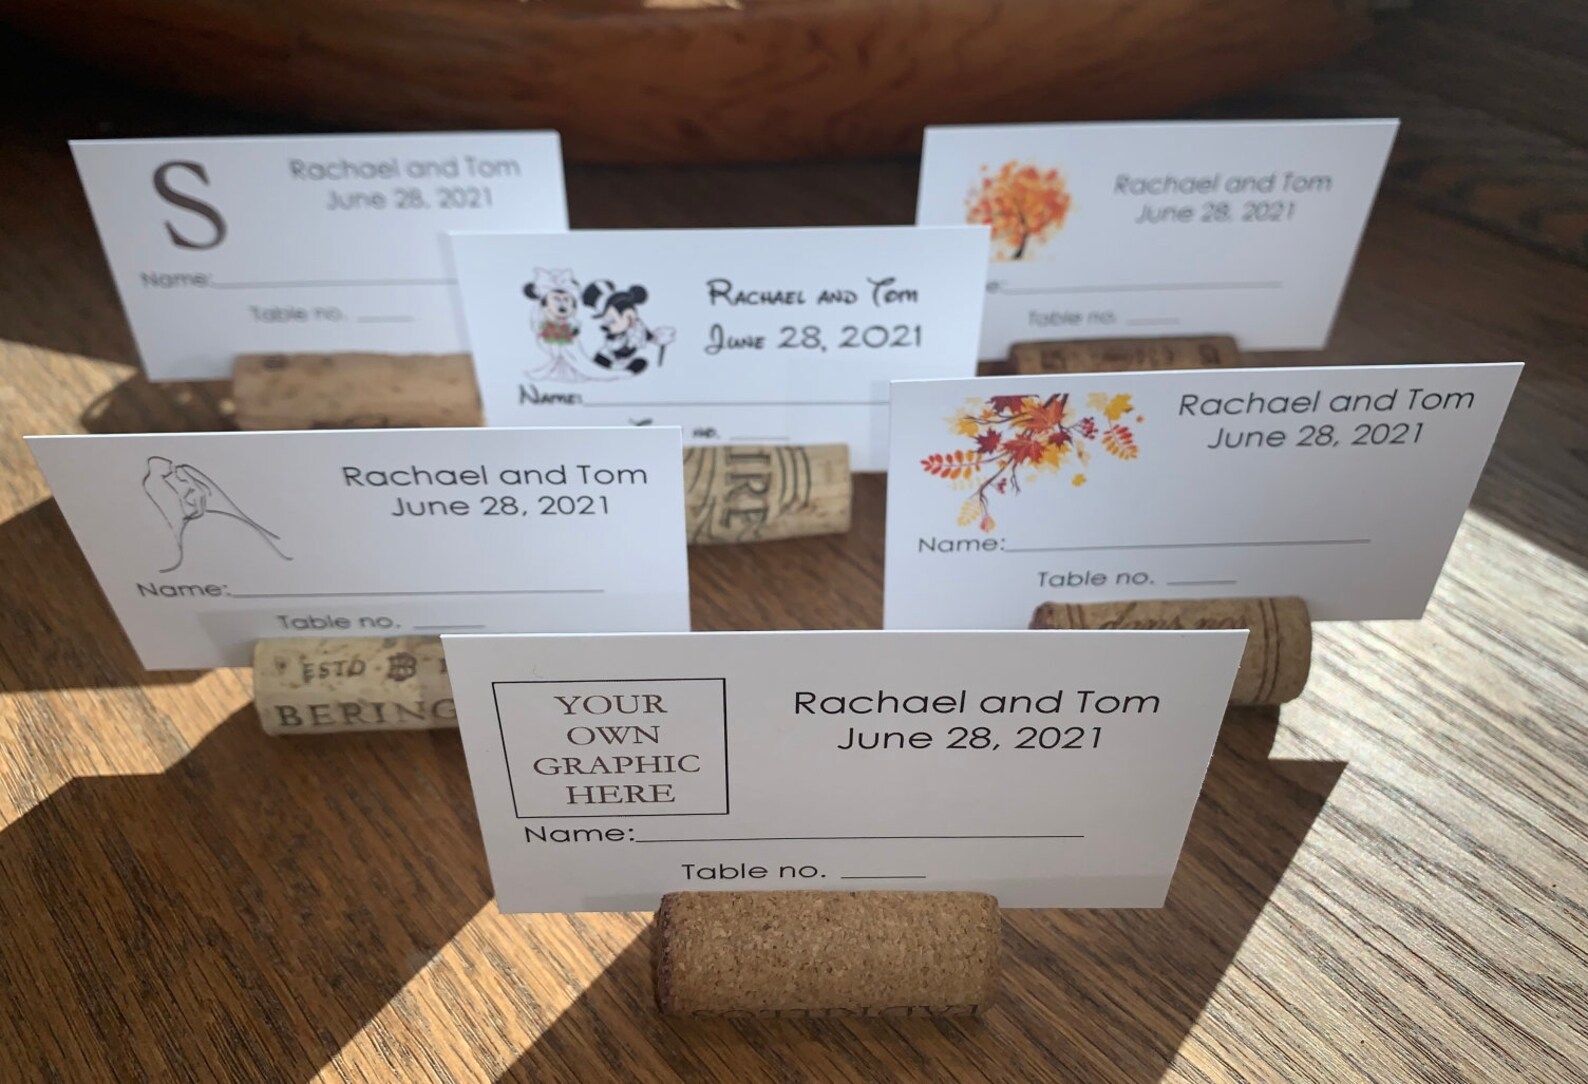 S
Rachael and Tom
June 28, 2021
Name:
Table no.
Rachael and Tom
June 28, 2021
Table no.
Rachael and Tom
June 28, 2021
Name:
no.
Rachael and Tom
June 28, 2021
Name:
Table no.
Rachael and Tom
June 28, 2021
Name:
Table no.
ESTD
BERING
YOUR
OWN
GRAPHIC
HERE
Rachael and Tom
June 28, 2021
Name:
Table no.